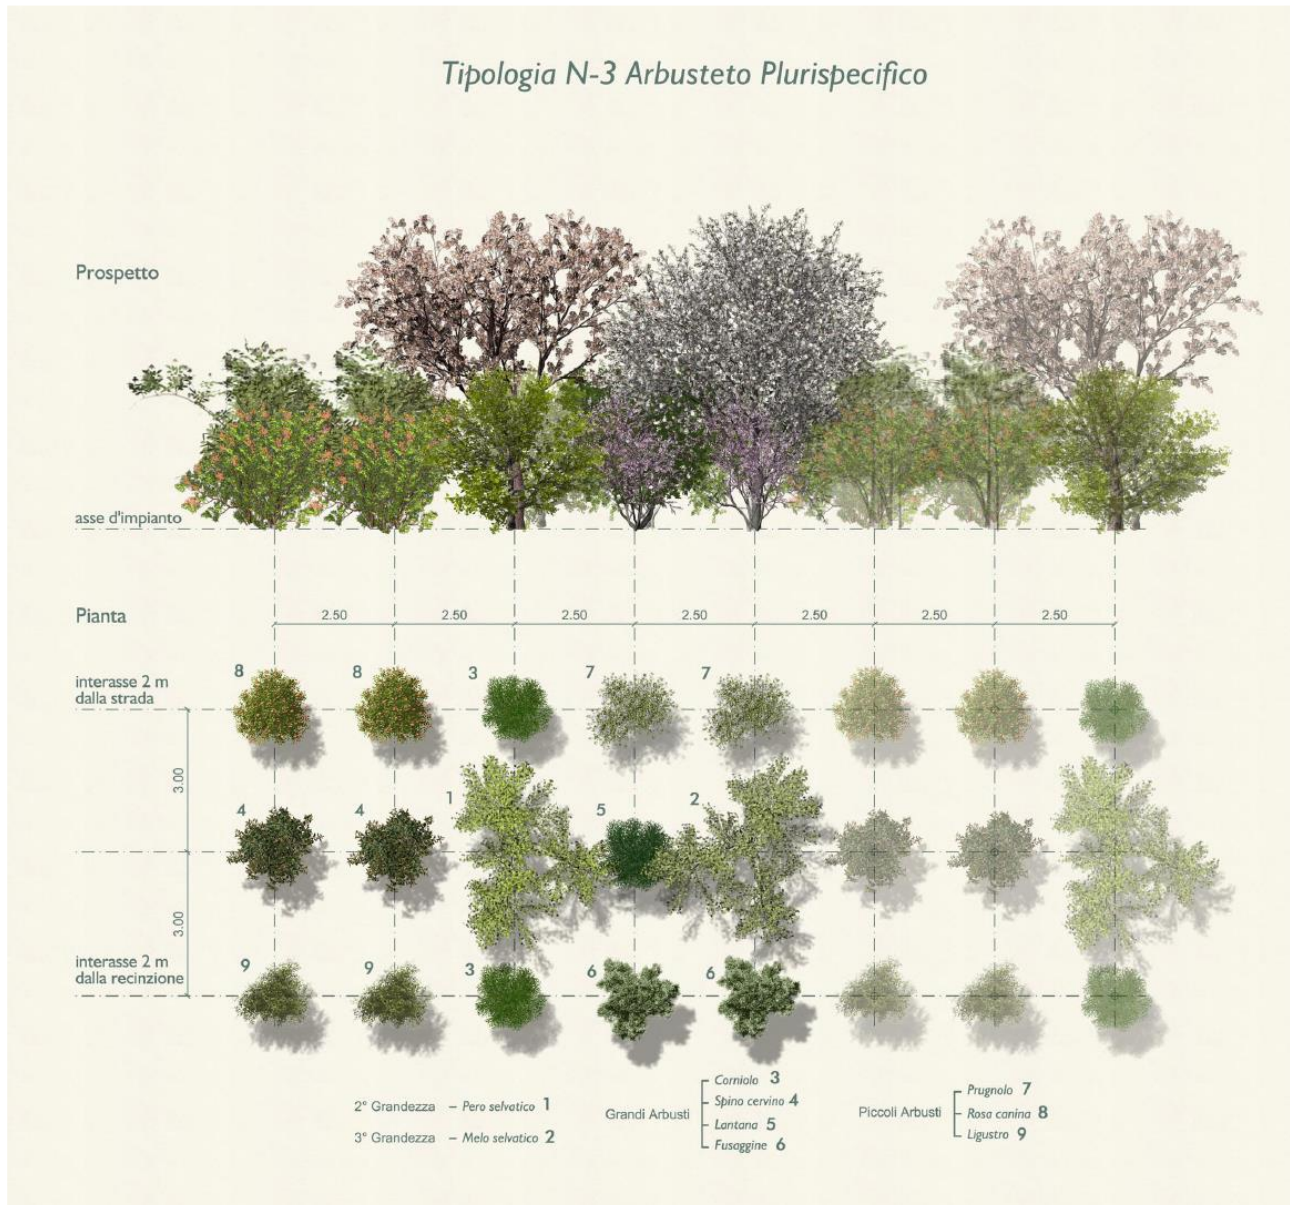 Tipologia N-3 Arbusteto Plurispecifico
Prospetto
asse d'impianto
Pianta
2.50 2.50 2.50 2.50 2.50 2.50 2.50
interasse 2 m
dalla strada
8 8 3 7 7
3.00
4 4 1 5 2
3.00
interasse 2 m
dalla recinzione
9 9 3 6 6
2° Grandezza – Pero selvatico 1
3° Grandezza – Melo selvatico 2
Grandi Arbusti
Corniolo 3
Spino cervino 4
Lantana 5
Fusaggine 6
Piccoli Arbusti
Prugnolo 7
Rosa canina 8
Ligustro 9